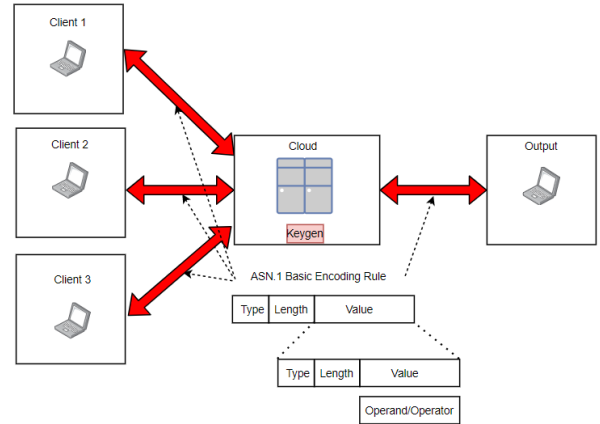 Client 1
Client 2
Client 3
Cloud
Keygen
Output
ASN.1 Basic Encoding Rule
Type Length Value
Type Length Value
Operand/Operator